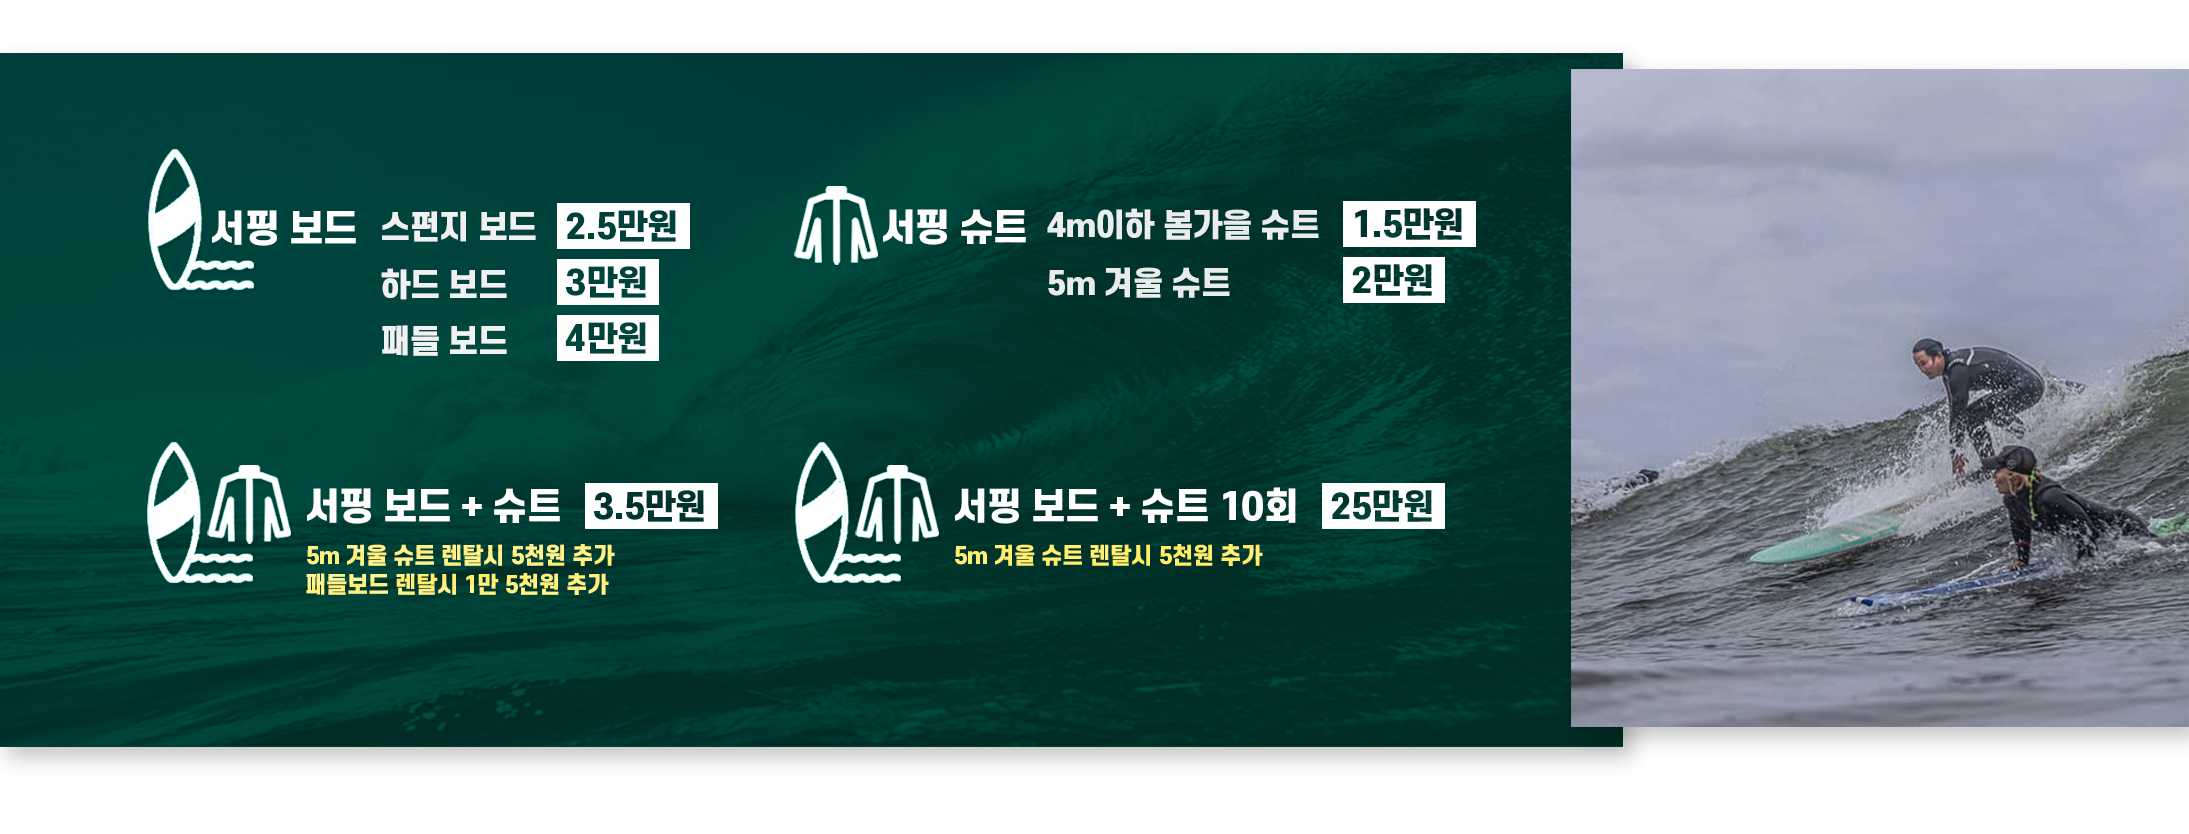 서핑 보드 스펀지 보드 2.5만원
하드 보드 3만원
패들 보드 4만원
서핑 슈트 4m이하 봄가을 슈트 1.5만원
5m 겨울 슈트 2만원
서핑 보드 + 슈트 3.5만원
5m 겨울 슈트 렌탈시 5천원 추가
패들보드 렌탈시 1만 5천원 추가
서핑 보드 + 슈트 10회 25만원
5m 겨울 슈트 렌탈시 5천원 추가